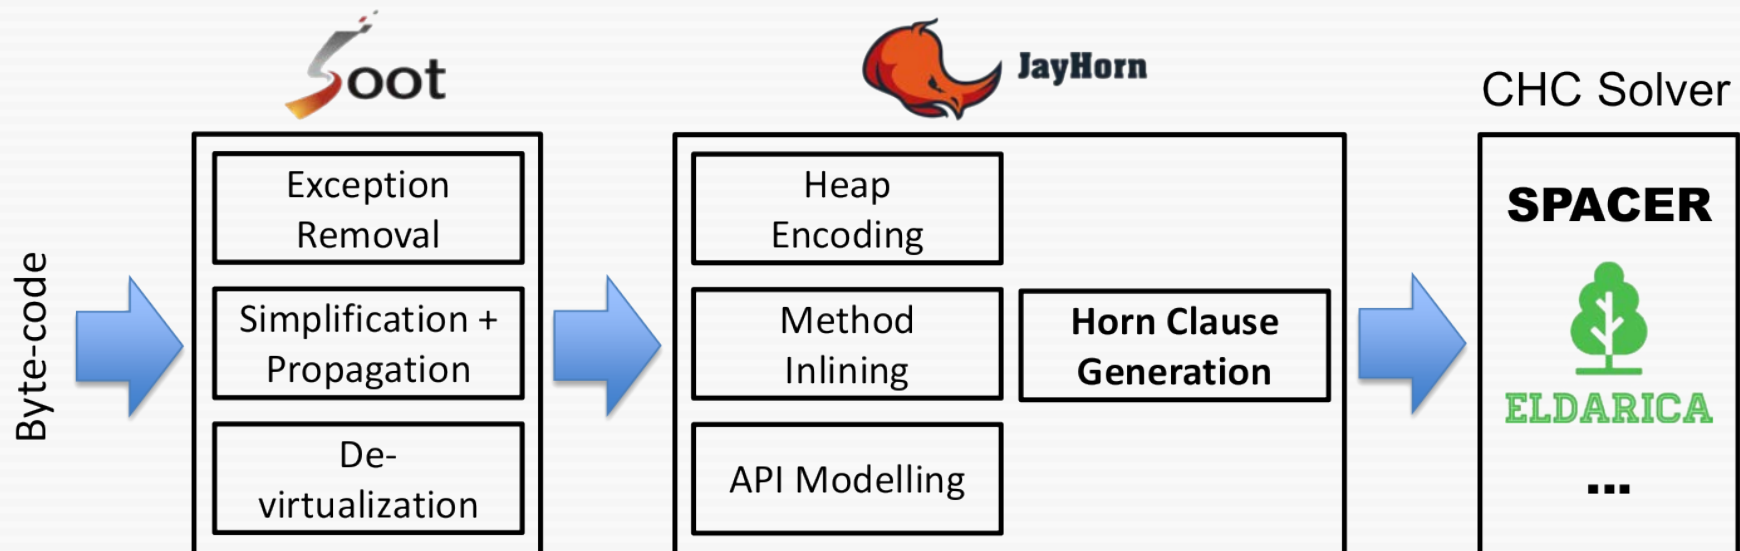 Soot
JayHorn
CHC Solver
Byte-code
Exception
Removal
Simplification +
Propagation
De-
virtualization
Heap
Encoding
Method
Inlining
API Modelling
Horn Clause
Generation
SPACER
ELDARICA
...